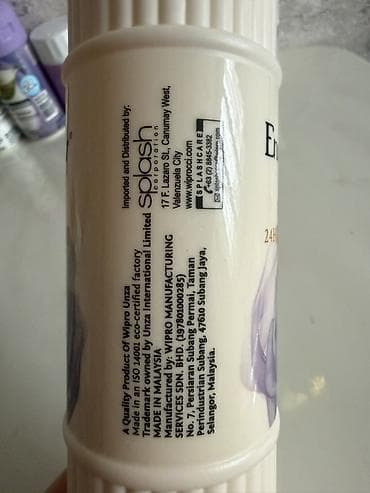 A Quality Product Of Wipro Unza
Made in an ISO 14001 eco-certified factory
Trademark owned by Unza International Limited
MADE IN MALAYSIA
Manufactured by: WIPRO MANUFACTURING
SERVICES SDN. BHD. (197801000285)
No. 7, Persiaran Subang Permai, Taman
Perindustrian Subang, 47610 Subang Jaya,
Selangor, Malaysia.
Imported and Distributed by:
splash
corporation
17 F. Lazaro St., Canumay West,
Valenzuela City
www.wiprocci.com
SPLASHCARE
En
24H